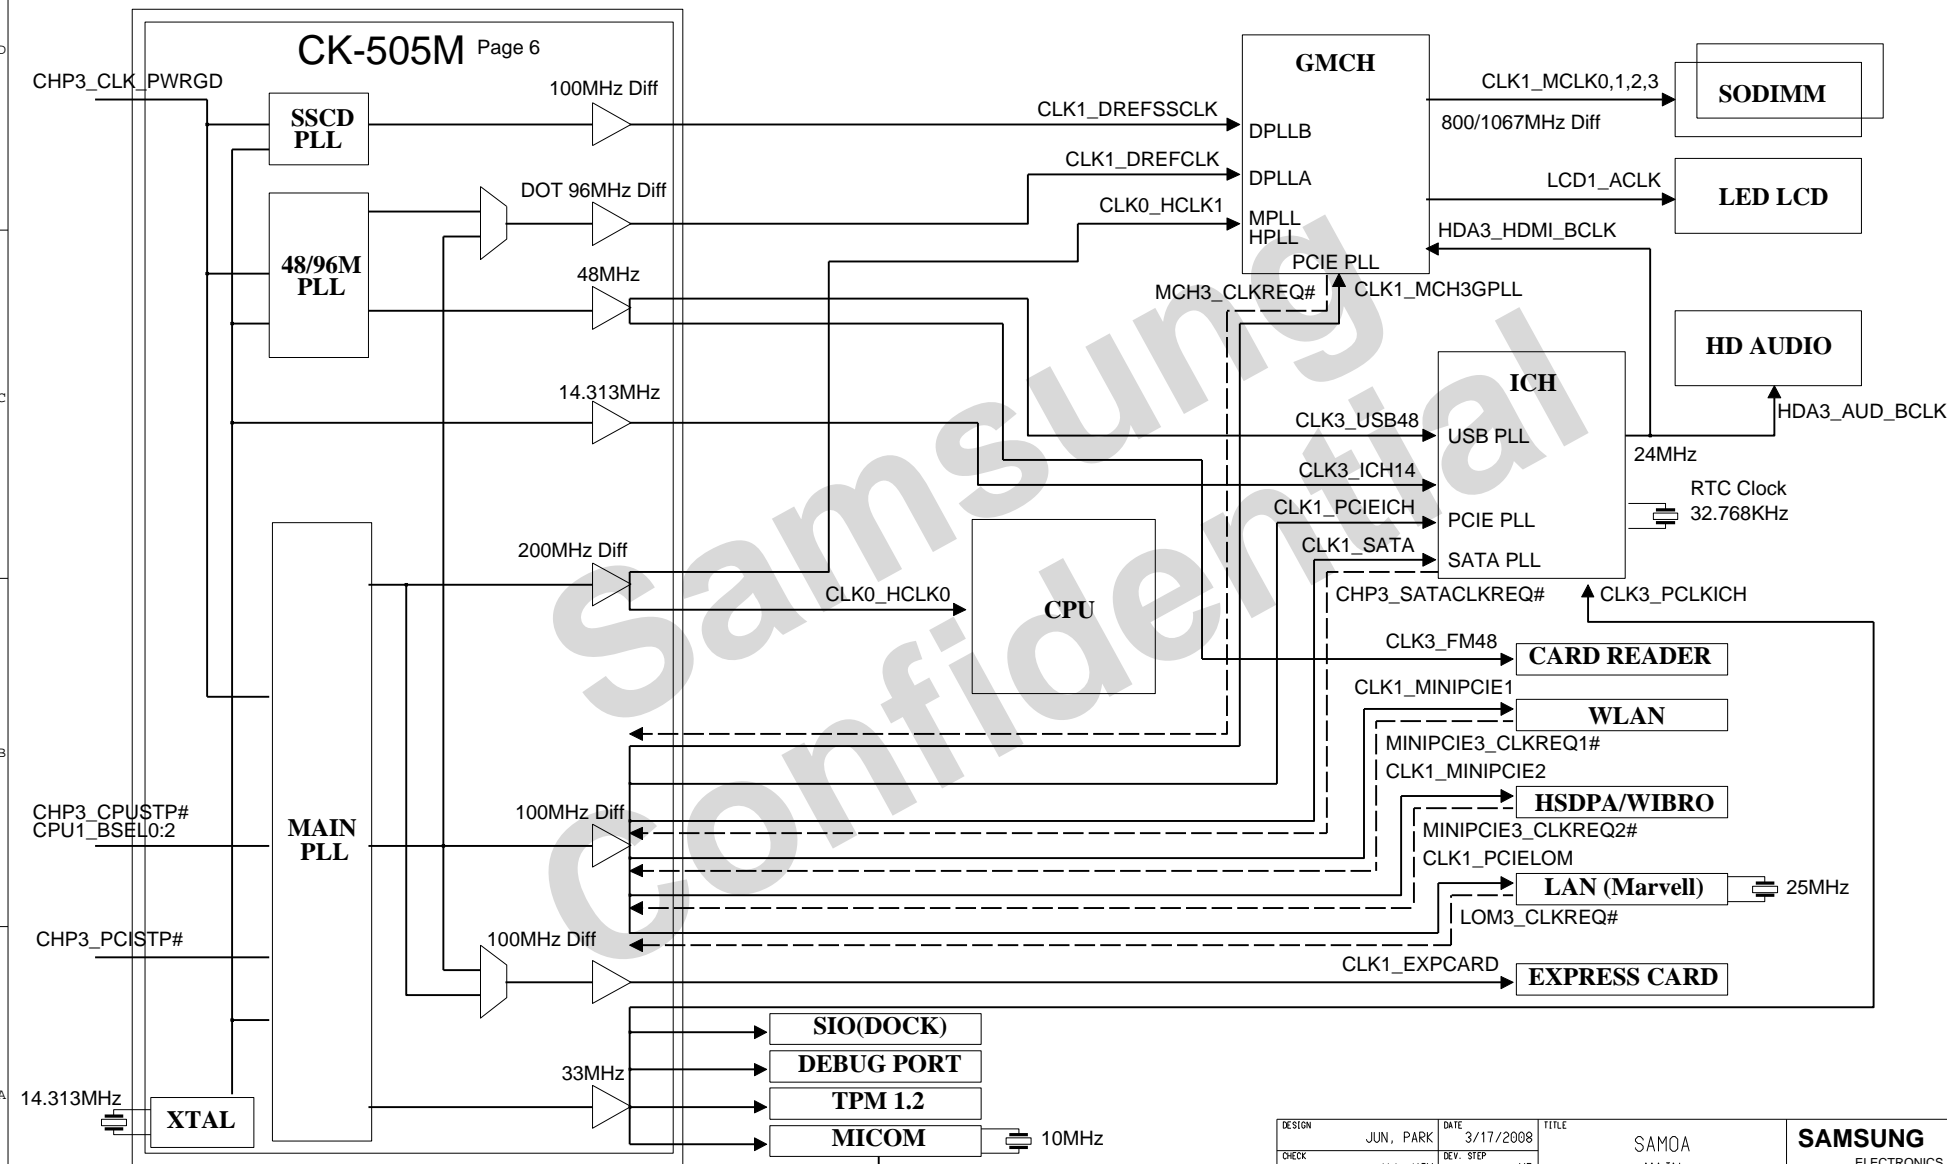 CK-505M Page 6
CHP3_CLK_PWRGD
SSCD
PLL
100MHz Diff
48/96M
PLL
DOT 96MHz Diff
48MHz
14.313MHz
200MHz Diff
MAIN
PLL
CHP3_CPUSTP#
CPU1_BSEL0:2
100MHz Diff
CHP3_PCISTP#
100MHz Diff
33MHz
14.313MHz
XTAL
CLK1_DREFSSCLK
CLK1_DREFCLK
CLK0_HCLK1
GMCH
DPLLB
DPLLA
MPLL
HPLL
PCIE PLL
MCH3_CLKREQ#
CLK1_MCH3GPLL
CLK1_MCLK0,1,2,3
800/1067MHz Diff
SODIMM
LCD1_ACLK
LED LCD
HDA3_HDMI_BCLK
HD AUDIO
HDA3_AUD_BCLK
24MHz
RTC Clock
32.768KHz
ICH
CLK3_USB48
USB PLL
CLK3_ICH14
CLK1_PCIEICH
PCIE PLL
CLK1_SATA
SATA PLL
CHP3_SATACLKREQ#
CLK3_PCLKICH
CLK0_HCLK0
CPU
CLK3_FM48
CARD READER
CLK1_MINIPCIE1
WLAN
MINIPCIE3_CLKREQ1#
CLK1_MINIPCIE2
HSDPA/WIBRO
MINIPCIE3_CLKREQ2#
CLK1_PCIELOM
LAN (Marvell)
25MHz
LOM3_CLKREQ#
CLK1_EXPCARD
EXPRESS CARD
SIO(DOCK)
DEBUG PORT
TPM 1.2
MICOM
10MHz
Samsung
Confidential
DESIGN
JUN, PARK
DATE
3/17/2008
TITLE
SAMOA
SAMSUNG
ELECTRONICS
CHECK
DEV. STEP
C
B
A